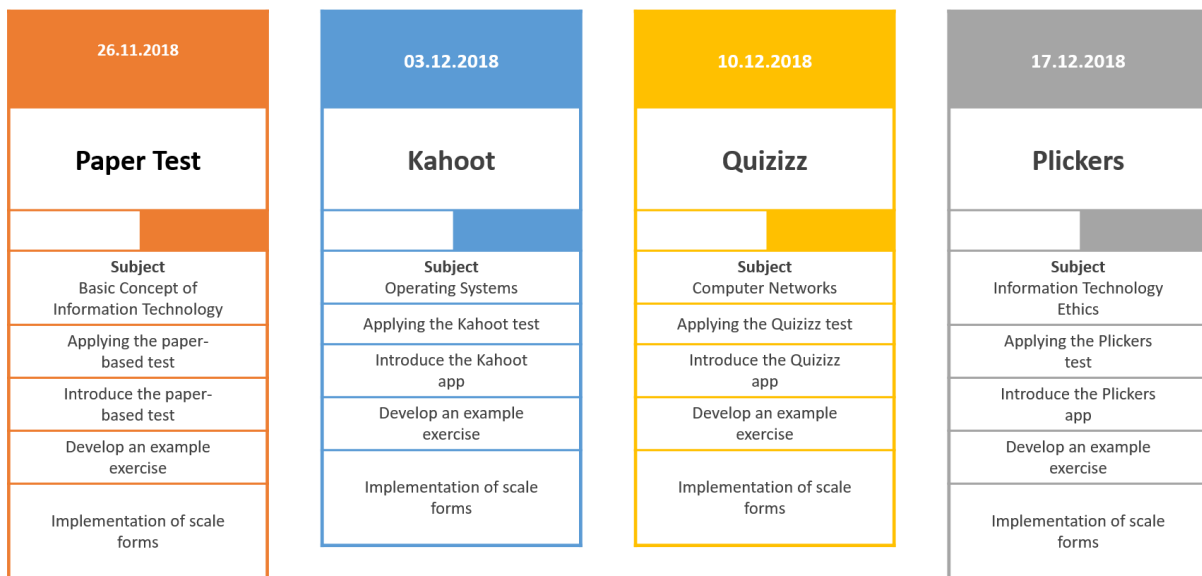 26.11.2018
Paper Test
Subject
Basic Concept of
Information Technology
Applying the paper-
based test
Introduce the paper-
based test
Develop an example
exercise
Implementation of scale
forms
03.12.2018
Kahoot
Subject
Operating Systems
Applying the Kahoot test
Introduce the Kahoot
app
Develop an example
exercise
Implementation of scale
forms
10.12.2018
Quizizz
Subject
Computer Networks
Applying the Quizizz test
Introduce the Quizizz
app
Develop an example
exercise
Implementation of scale
forms
17.12.2018
Plickers
Subject
Information Technology
Ethics
Applying the Plickers
test
Introduce the Plickers
app
Develop an example
exercise
Implementation of scale
forms